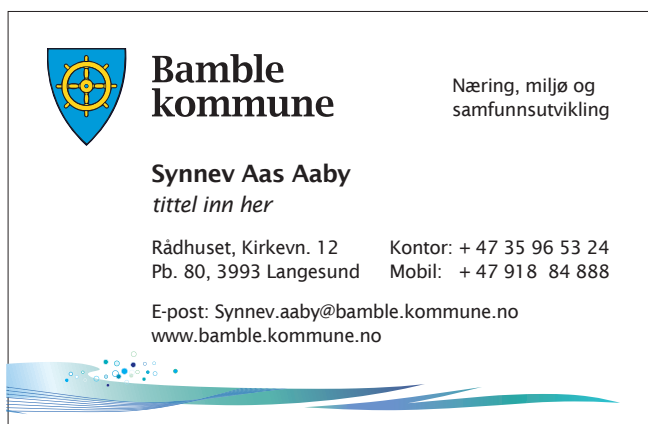 Bamble
kommune
Næring, miljø og
samfunnsutvikling
Synnev Aas Aaby
tittel inn her
Rådhuset, Kirkevn. 12
Pb. 80, 3993 Langesund
Kontor: + 47 35 96 53 24
Mobil: + 47 918 84 888
E-post: Synnev.aaby@bamble.kommune.no
www.bamble.kommune.no